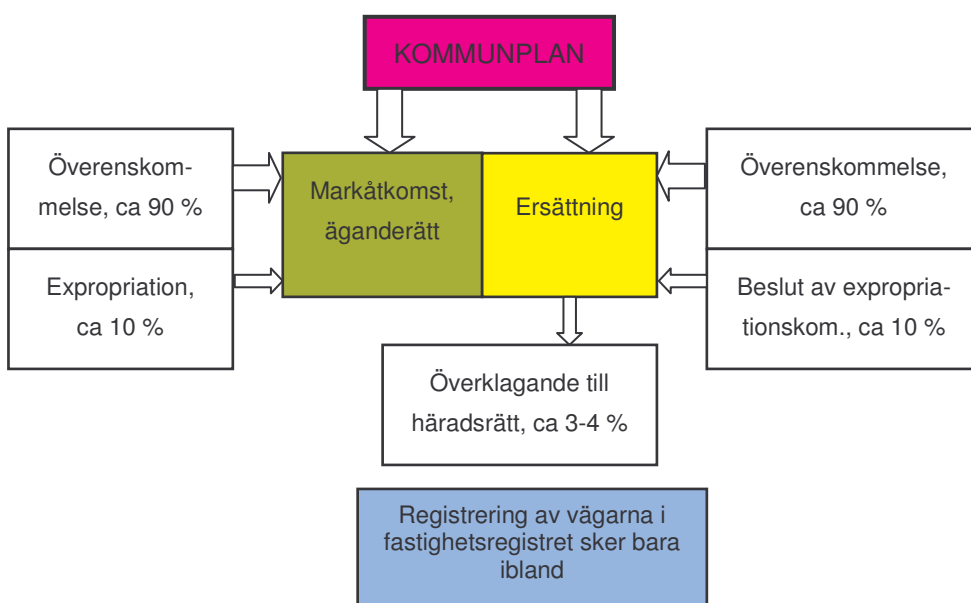 KOMMUNPLAN
Överenskom-
melse, ca 90 %
Expropriation,
ca 10 %
Markåtkomst,
äganderätt
Ersättning
Överenskommelse,
ca 90 %
Beslut av expropria-
tionskom., ca 10 %
Överklagande till
häradsrätt, ca 3-4 %
Registrering av vägarna i
fastighetsregistret sker bara
ibland